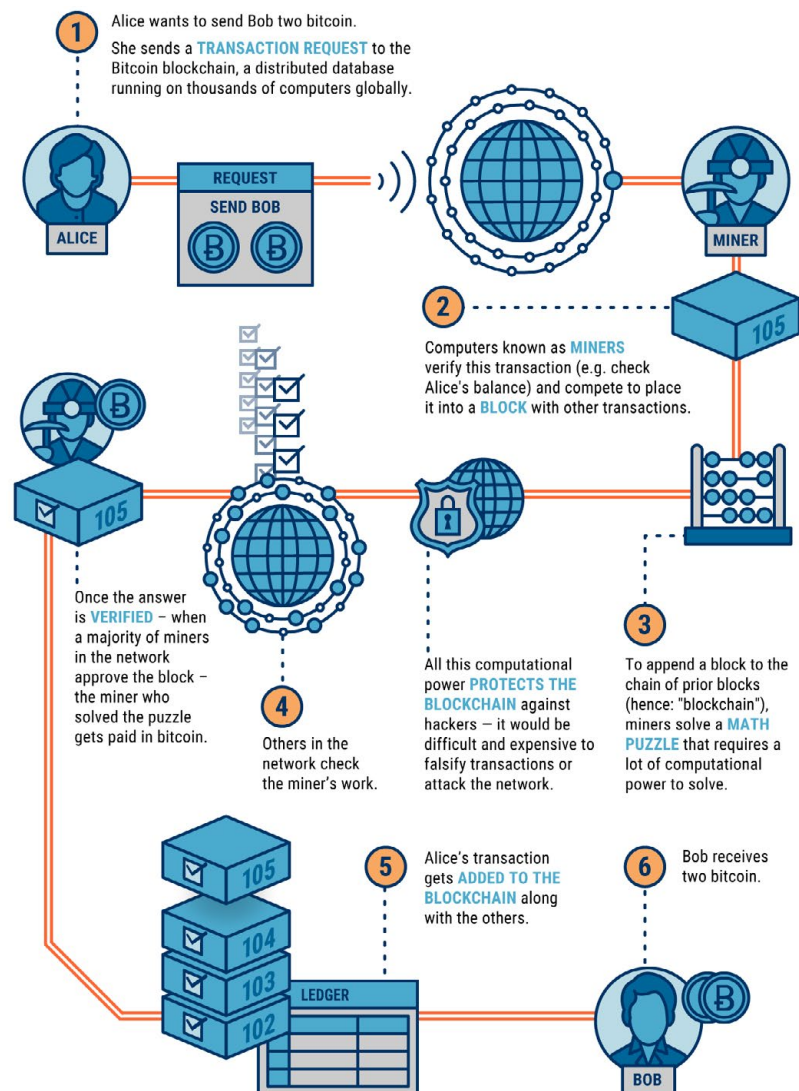 1
Alice wants to send Bob two bitcoin.
She sends a TRANSACTION REQUEST to the
Bitcoin blockchain, a distributed database
running on thousands of computers globally.
ALICE
REQUEST
SEND BOB
MINER
105
2
Computers known as MINERS
verify this transaction (e.g. check
Alice's balance) and compete to place
it into a BLOCK with other transactions.
3
To append a block to the
chain of prior blocks
(hence: "blockchain"),
miners solve a MATH
PUZZLE that requires a
lot of computational
power to solve.
All this computational
power PROTECTS THE
BLOCKCHAIN against
hackers – it would be
difficult and expensive to
falsify transactions or
attack the network.
4
Others in the
network check
the miner's work.
105
Once the answer
is VERIFIED – when
a majority of miners
in the network
approve the block –
the miner who
solved the puzzle
gets paid in bitcoin.
105
104
103
102
LEDGER
5
Alice's transaction
gets ADDED TO THE
BLOCKCHAIN along
with the others.
6
Bob receives
two bitcoin.
BOB